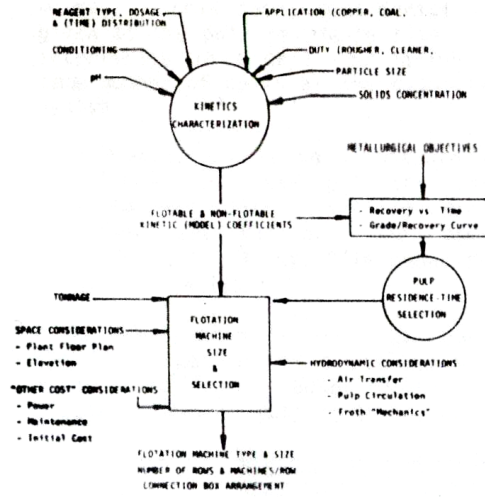 REAGENT TYPE, DOSAGE,
& (TIME) DISTRIBUTION
APPLICATION (COPPER, COAL,
CONDITIONING
DUTY (ROUGHER, CLEANER,
pH
PARTICLE SIZE
SOLIDS CONCENTRATION
KINETICS
CHARACTERIZATION
METALLURGICAL OBJECTIVES
FLOTABLE & NON-FLOTABLE
KINETIC (MODEL) COEFFICIENTS
- Recovery vs Time
- Grade/Recovery Curve
PULP
RESIDENCE-TIME
SELECTION
TONNAGE
SPACE CONSIDERATIONS
- Plant Floor Plan
- Elevation
FLOTATION
MACHINE
SIZE
&
SELECTION
HYDRODYNAMIC CONSIDERATIONS
- Air Transfer
- Pulp Circulation
- Froth "Mechanics"
"OTHER COST" CONSIDERATIONS
- Power
- Maintenance
- Initial Cost
FLOTATION MACHINE TYPE & SIZE
NUMBER OF ROWS & MACHINES/ROW
CONNECTION BOX ARRANGEMENT